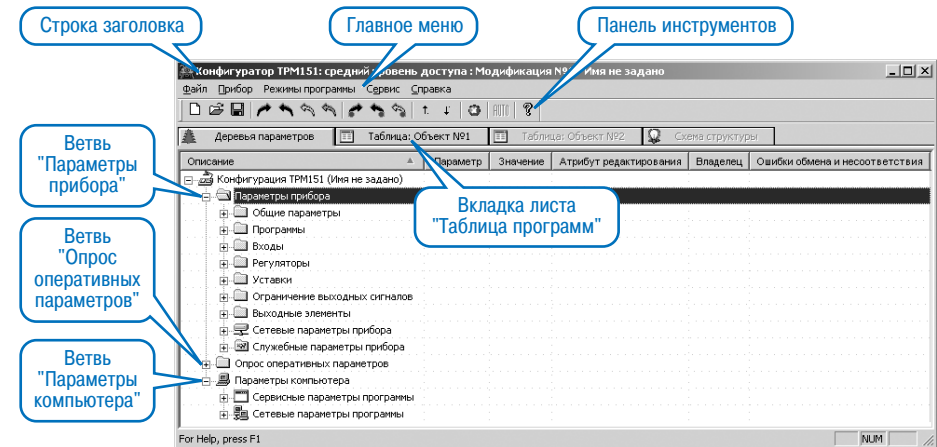 Строка заголовка
Главное меню
Панель инструментов
Конфигуратор ТРМ151: средний уровень доступа : Модификация Имя не задано
Файл Прибор Режимы программы Сервис Справка
AUTO
Деревья параметров Таблица: Объект №1 Таблица: Объект №2 Схема структуры
Описание Параметр Значение Атрибут редактирования Владелец Ошибки обмена и несоответствия
Ветвь
"Параметры
прибора"
Вкладка листа
"Таблица программ"
Ветвь
"Опрос
оперативных
параметров"
Ветвь
"Параметры
компьютера"
Конфигурация ТРМ151 (Имя не задано)
Параметры прибора
Общие параметры
Программы
Входы
Регуляторы
Уставки
Ограничение выходных сигналов
Выходные элементы
Сетевые параметры прибора
Служебные параметры прибора
Опрос оперативных параметров
Параметры компьютера
Сервисные параметры программы
Сетевые параметры программы
For Help, press F1
NUM